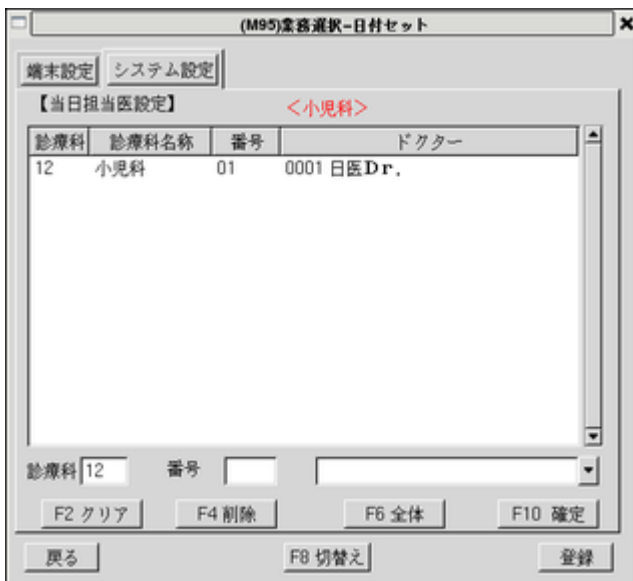 (M95)業務選択-日付セット
端末設定 システム設定
【当日担当医設定】 <小児科>
診療科 診療科名称 番号 ドクター
12 小児科 01 0001 日医Dr.
診療科 12 番号
F2 クリア F4 削除 F6 全体 F10 確定
戻る F8 切替え 登録